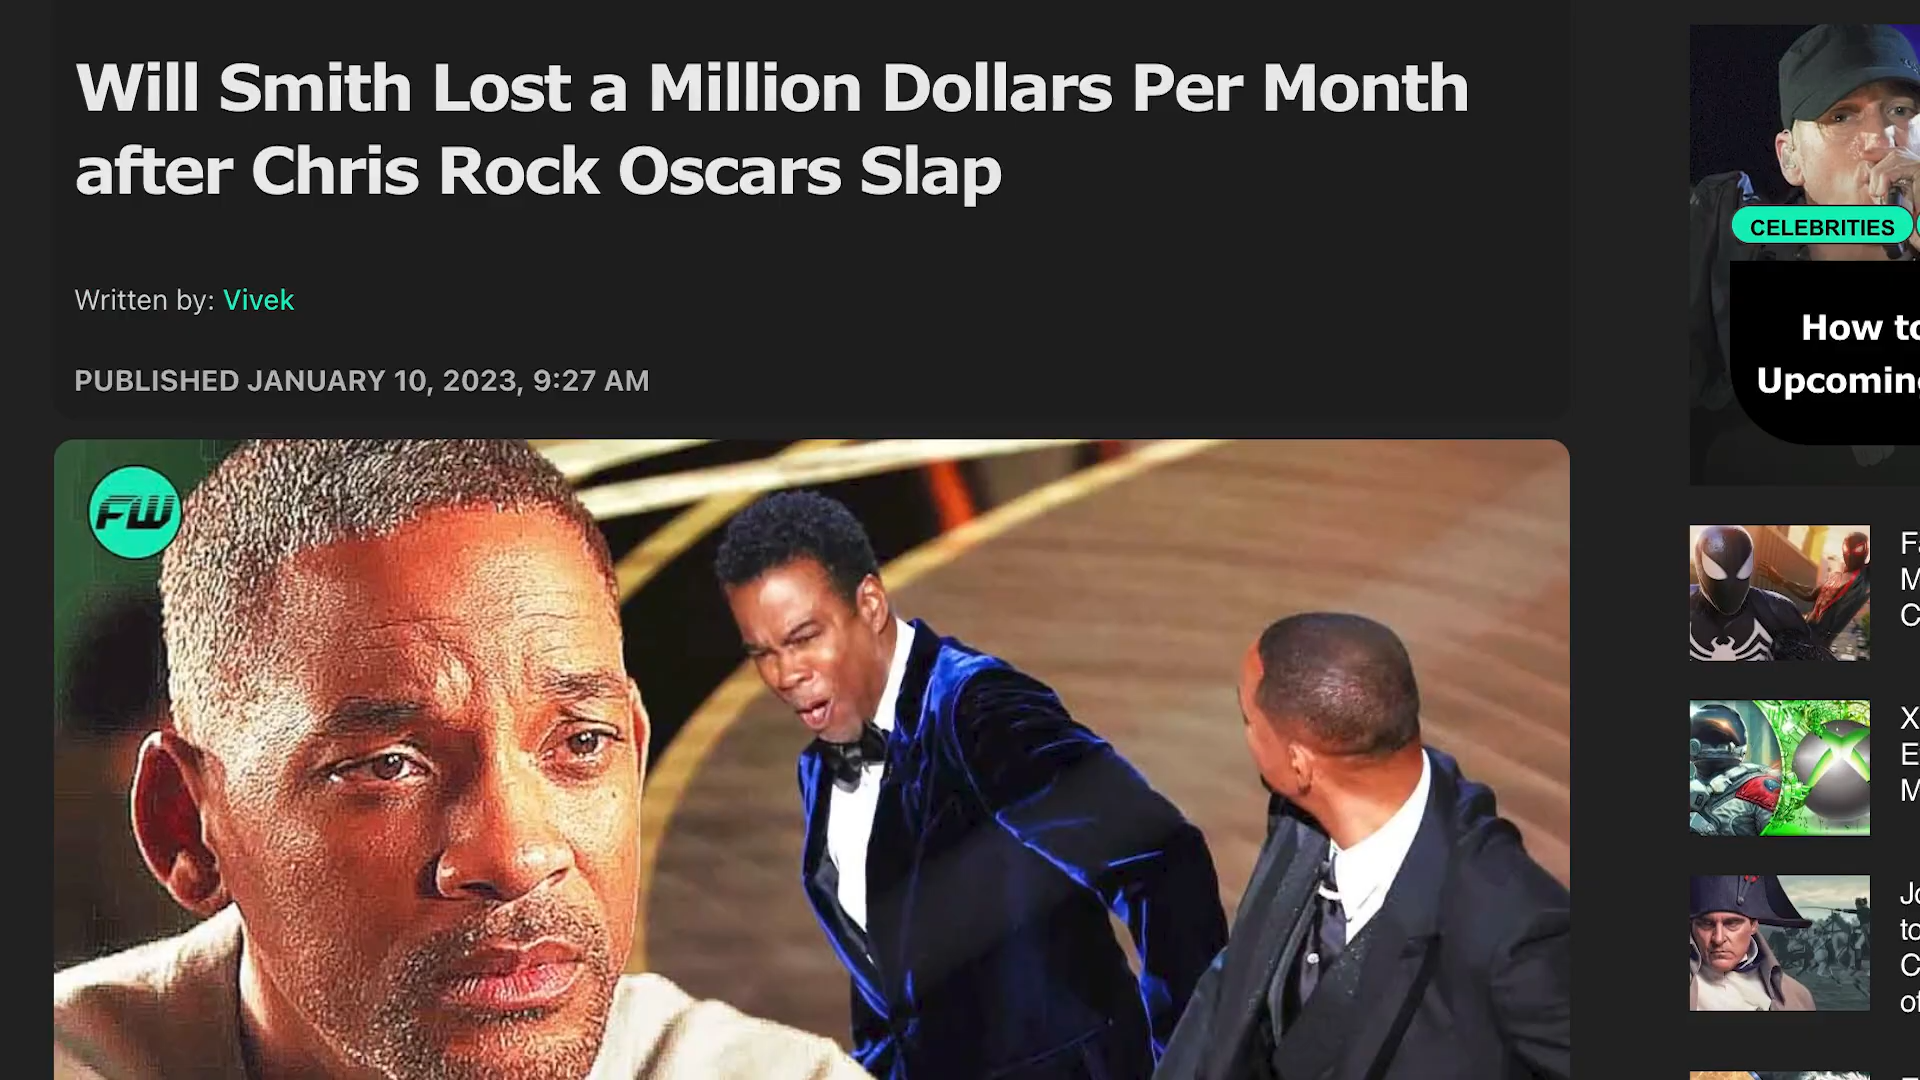 Will Smith Lost a Million Dollars Per Month
after Chris Rock Oscars Slap
Written by: Vivek
PUBLISHED JANUARY 10, 2023, 9:27 AM
FW
CELEBRITIES
How to
Upcoming